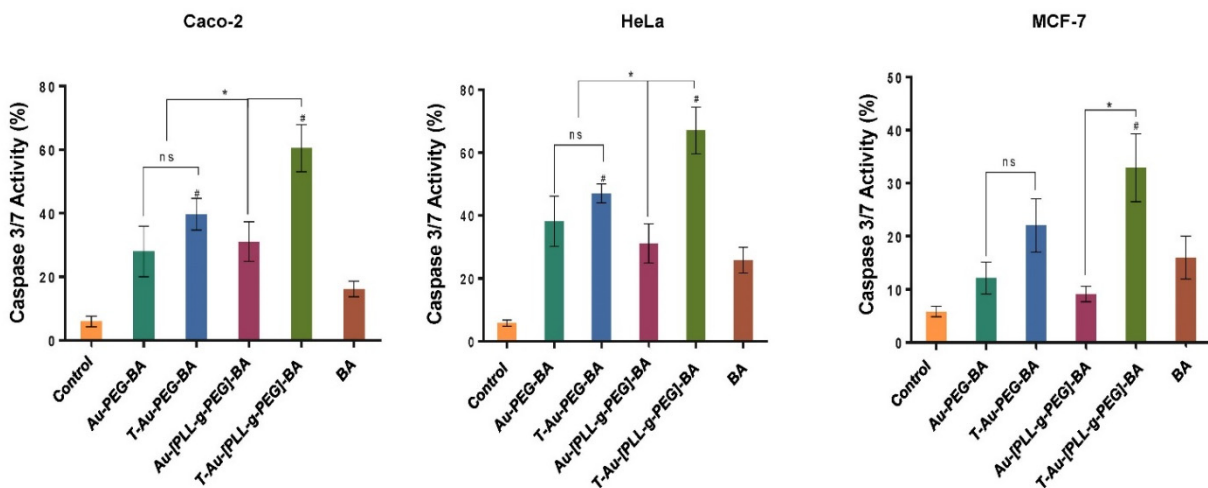 Caco-2
Caspase 3/7 Activity (%)
80
60
40
20
0
ns
#
*
#
Control
Au-PEG-BA
T-Au-PEG-BA
Au-[PLL-g-PEG]-BA
T-Au-[PLL-g-PEG]-BA
BA
HeLa
Caspase 3/7 Activity (%)
80
60
40
20
0
ns
#
*
#
Control
Au-PEG-BA
T-Au-PEG-BA
Au-[PLL-g-PEG]-BA
T-Au-[PLL-g-PEG]-BA
BA
MCF-7
Caspase 3/7 Activity (%)
50
40
30
20
10
0
ns
*
#
Control
Au-PEG-BA
T-Au-PEG-BA
Au-[PLL-g-PEG]-BA
T-Au-[PLL-g-PEG]-BA
BA